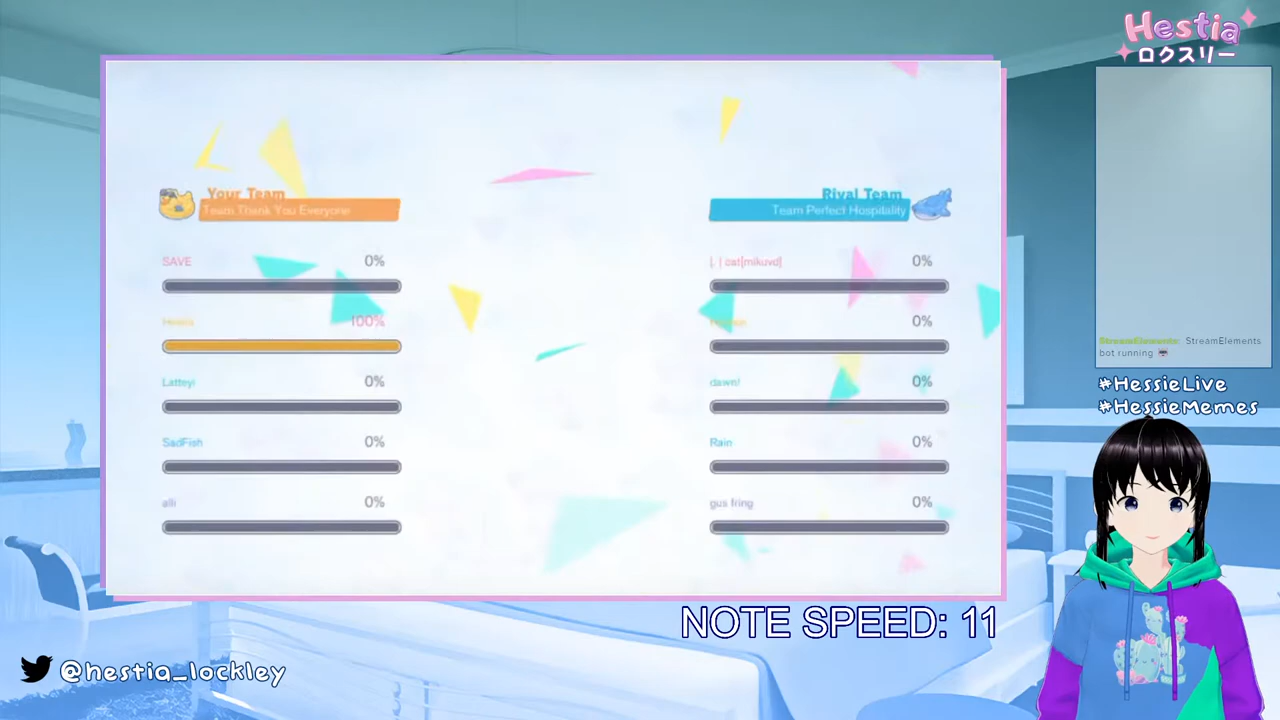 Hestia
ロクスリー
Your Team
Team Thank You Everyone
Rival Team
Team Perfect Hospitality
SAVE 0%
cat[mikuvd] 0%
Hestia 100%
0%
Latteyi 0%
dawn! 0%
SadFish 0%
Rain 0%
alli 0%
gus fring 0%
StreamElements: StreamElements
bot running
#HessieLive
#HessieMemes
NOTE SPEED: 11
@hestia_lockley